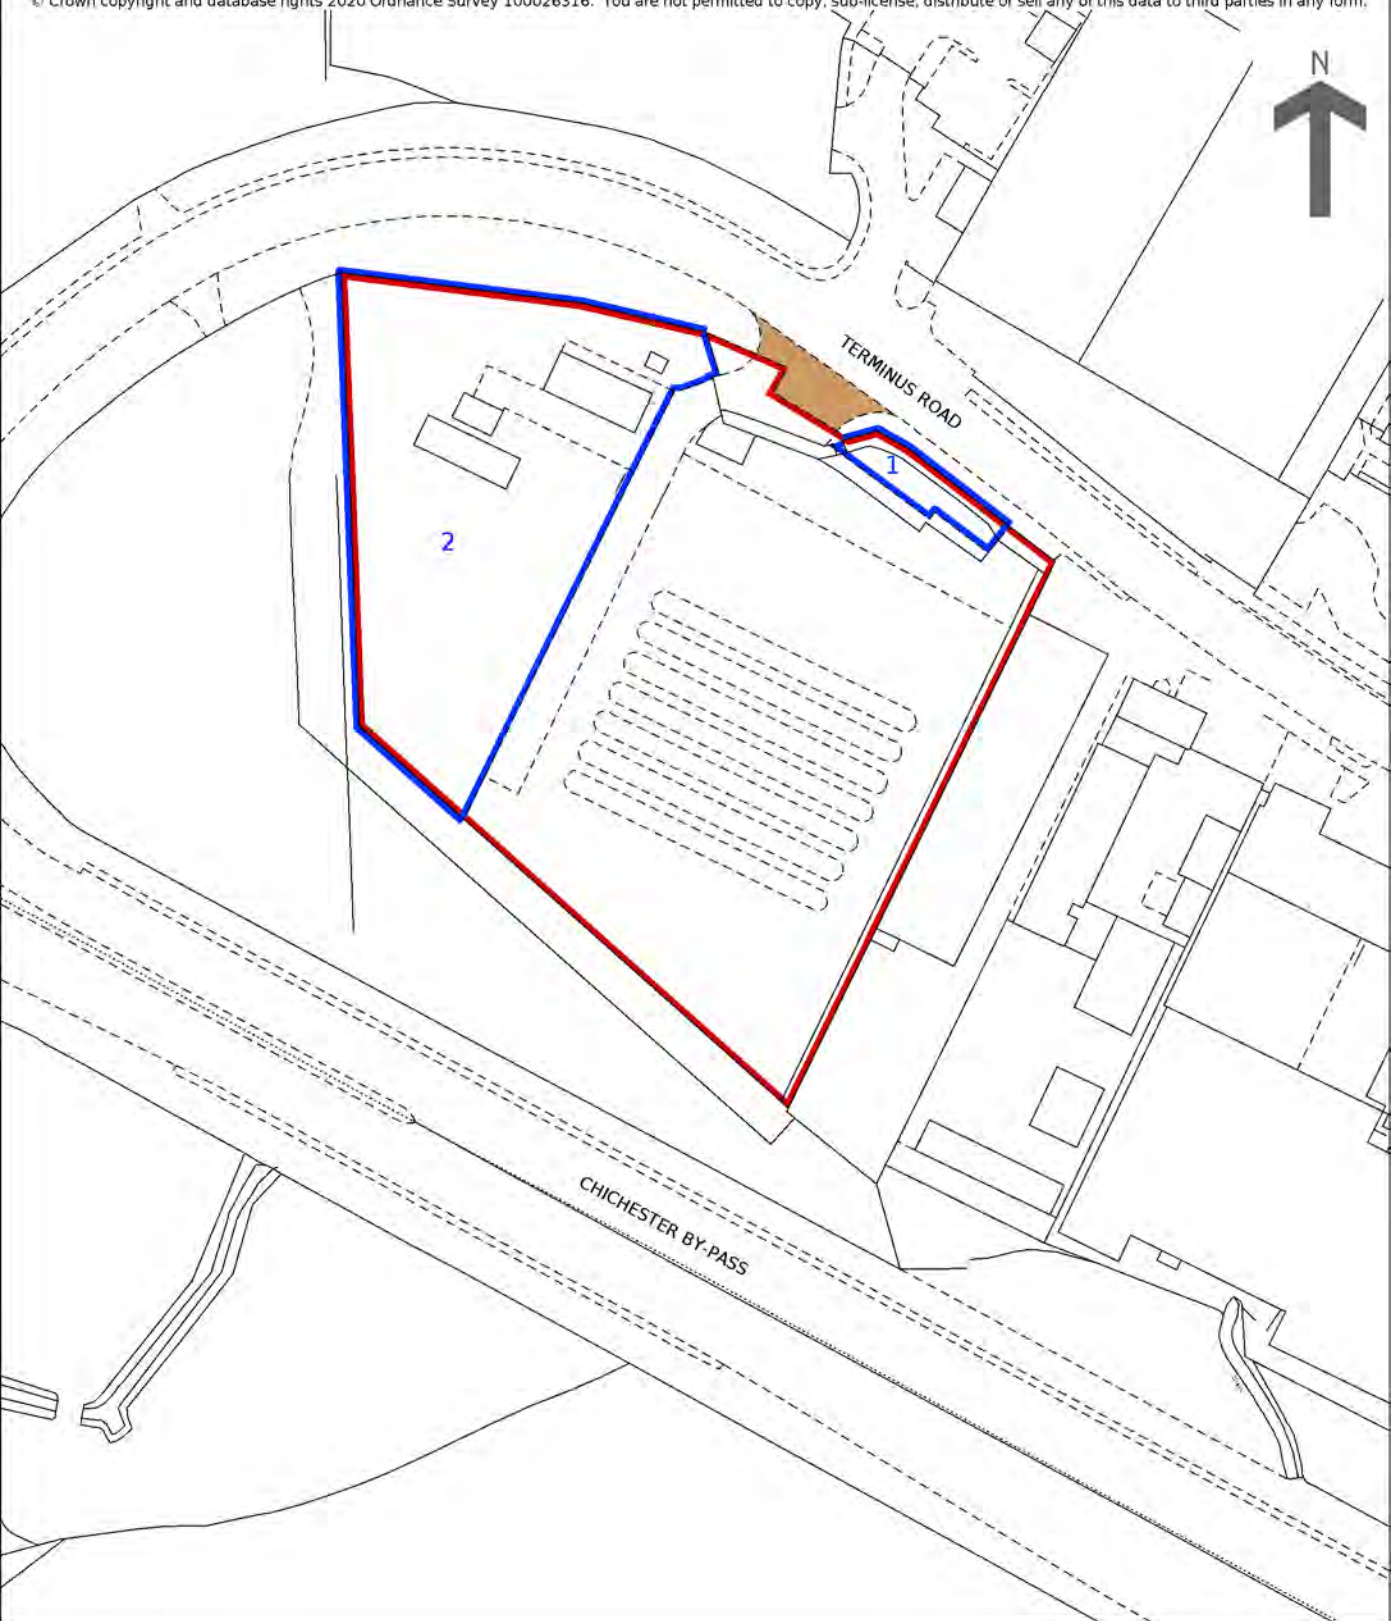 © Crown copyright and database rights 2020 Ordnance Survey 100026316. You are not permitted to copy, sub-license, distribute or sell any of this data to third parties in any form.
N
TERMINUS ROAD
1
2
CHICHESTER BY-PASS